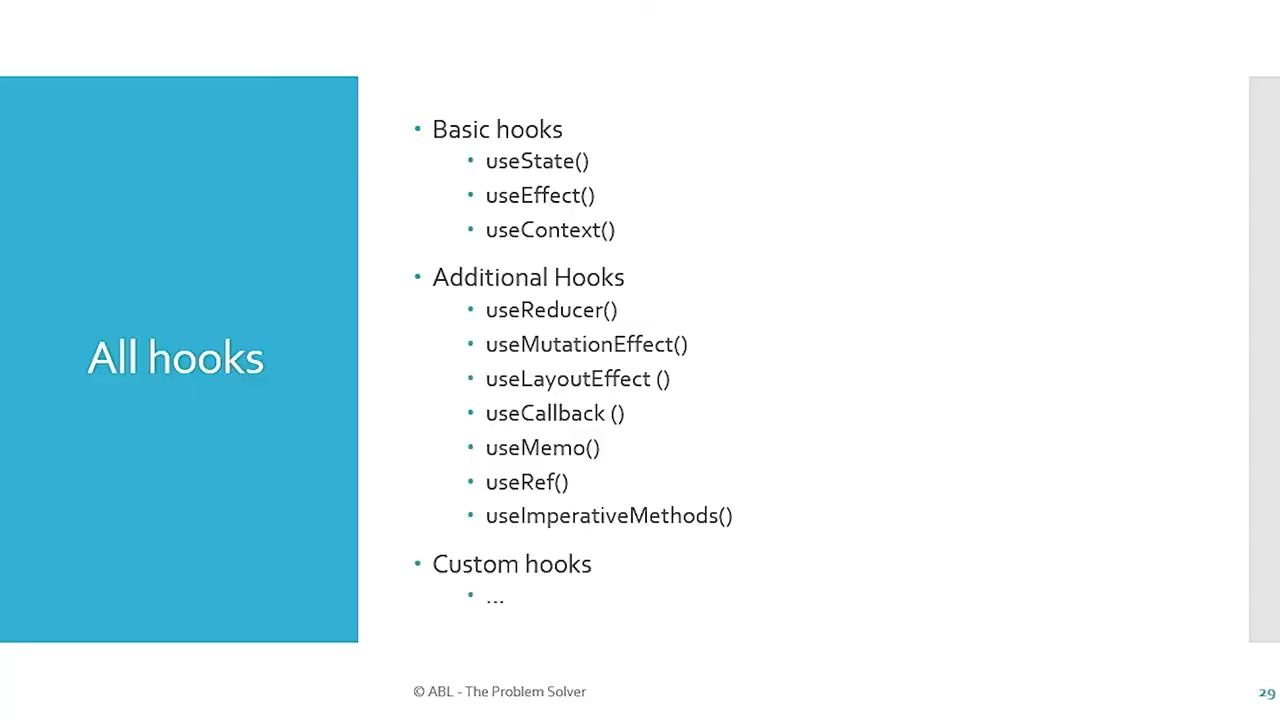 All hooks
• Basic hooks
• useState()
• useEffect()
• useContext()
• Additional Hooks
• useReducer()
• useMutationEffect()
• useLayoutEffect ()
• useCallback ()
• useMemo()
• useRef()
• useImperativeMethods()
• Custom hooks
• ...
© ABL - The Problem Solver
29